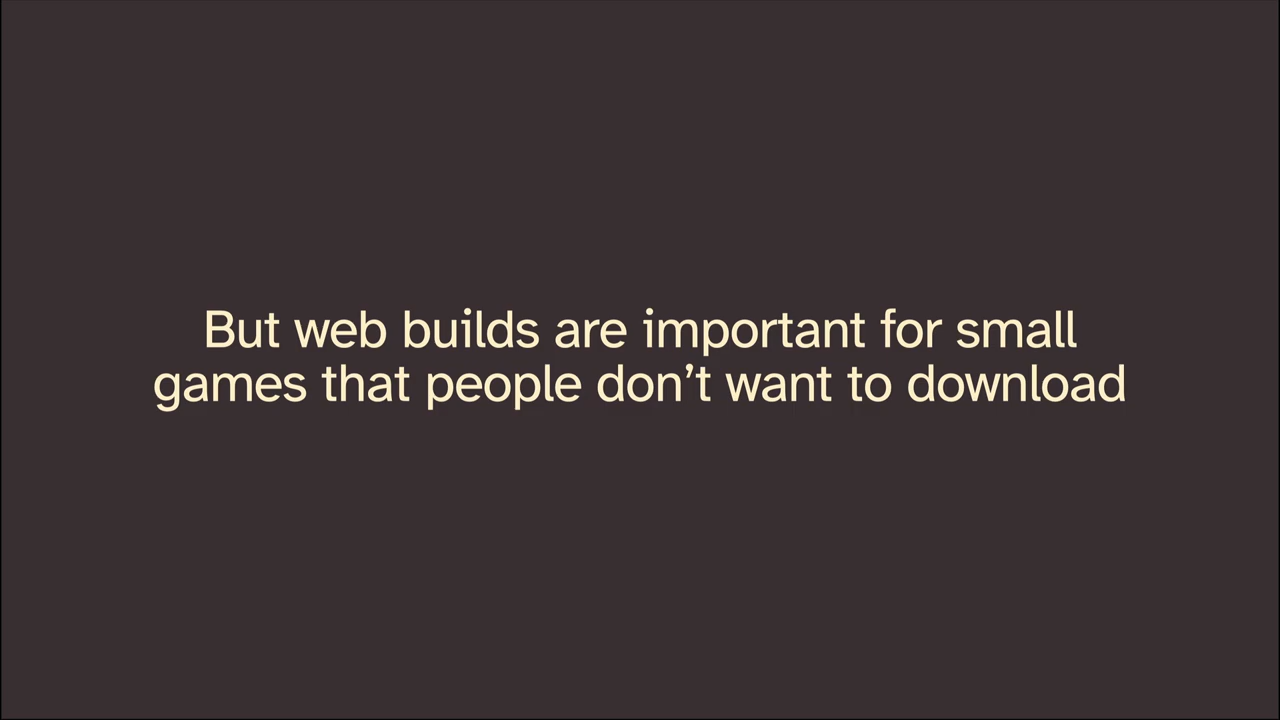 But web builds are important for small
games that people don’t want to download